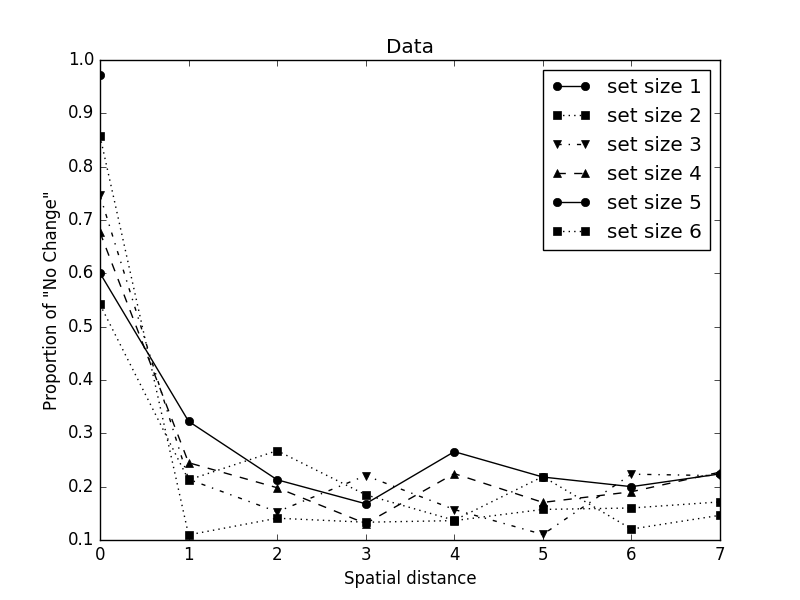 Data
Proportion of "No Change"
1.0
0.9
0.8
0.7
0.6
0.5
0.4
0.3
0.2
0.1
set size 1
set size 2
set size 3
set size 4
set size 5
set size 6
0 1 2 3 4 5 6 7
Spatial distance